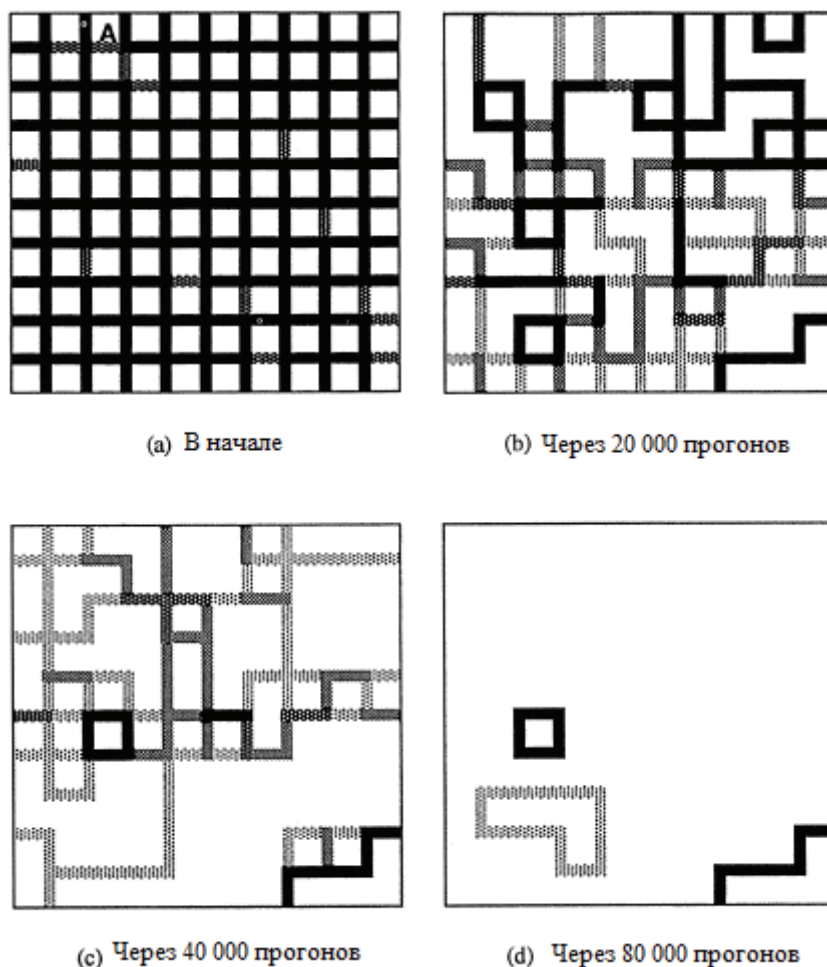 A
(a) В начале
(b) Через 20 000 прогонов
(c) Через 40 000 прогонов
(d) Через 80 000 прогонов